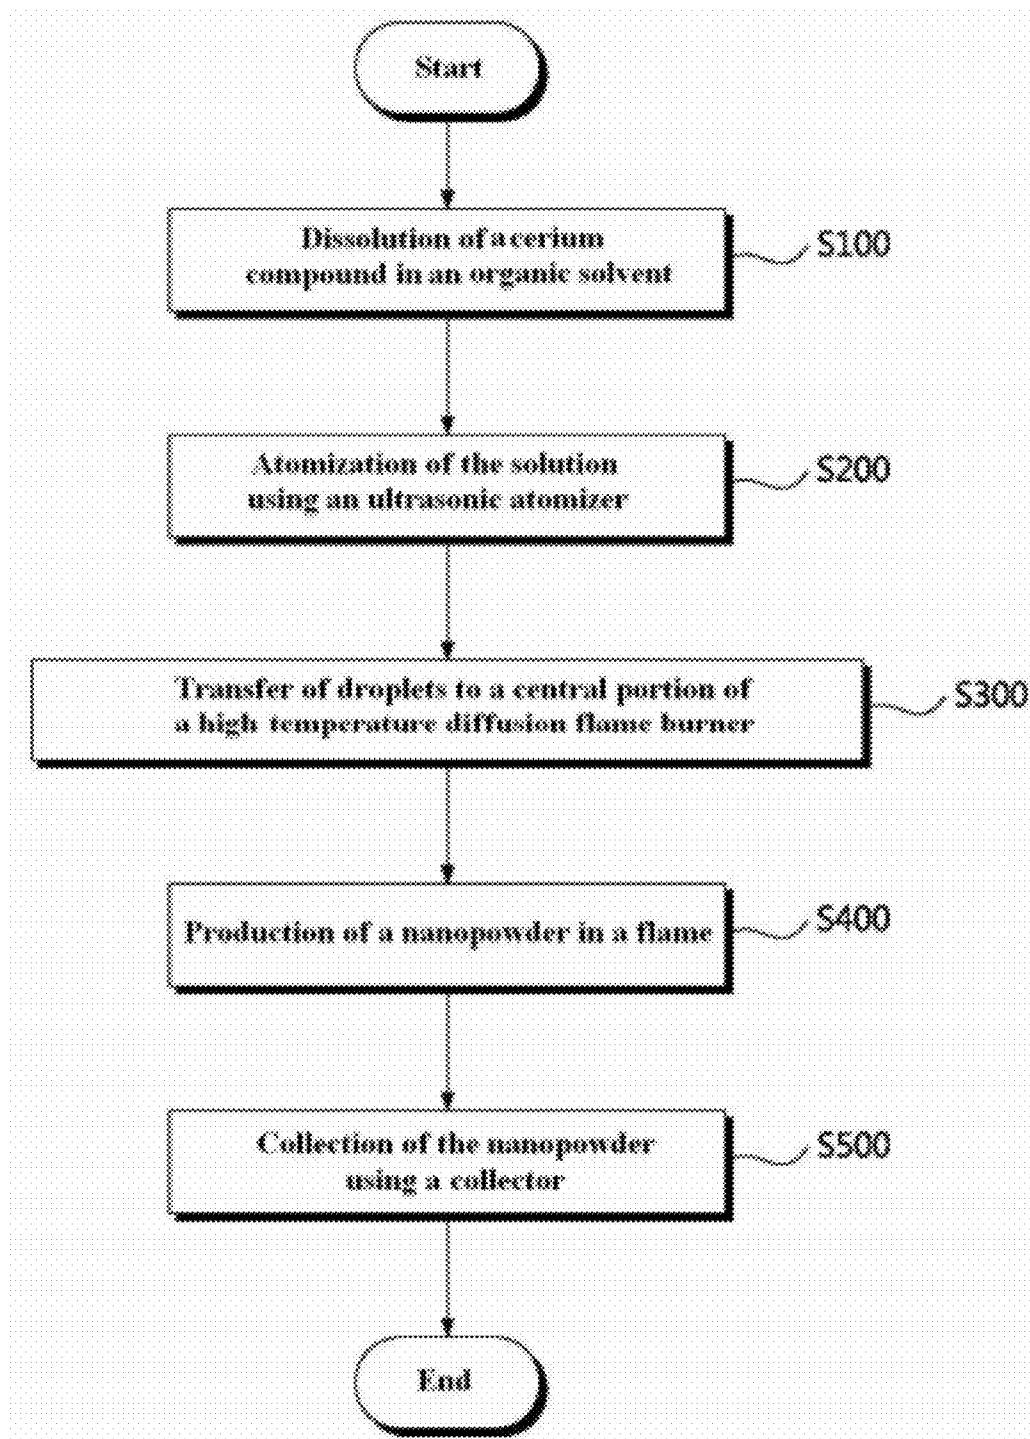 Start
Dissolution of a cerium
compound in an organic solvent
S100
Atomization of the solution
using an ultrasonic atomizer
S200
Transfer of droplets to a central portion of
a high temperature diffusion flame burner
S300
Production of a nanopowder in a flame
S400
Collection of the nanopowder
using a collector
S500
End